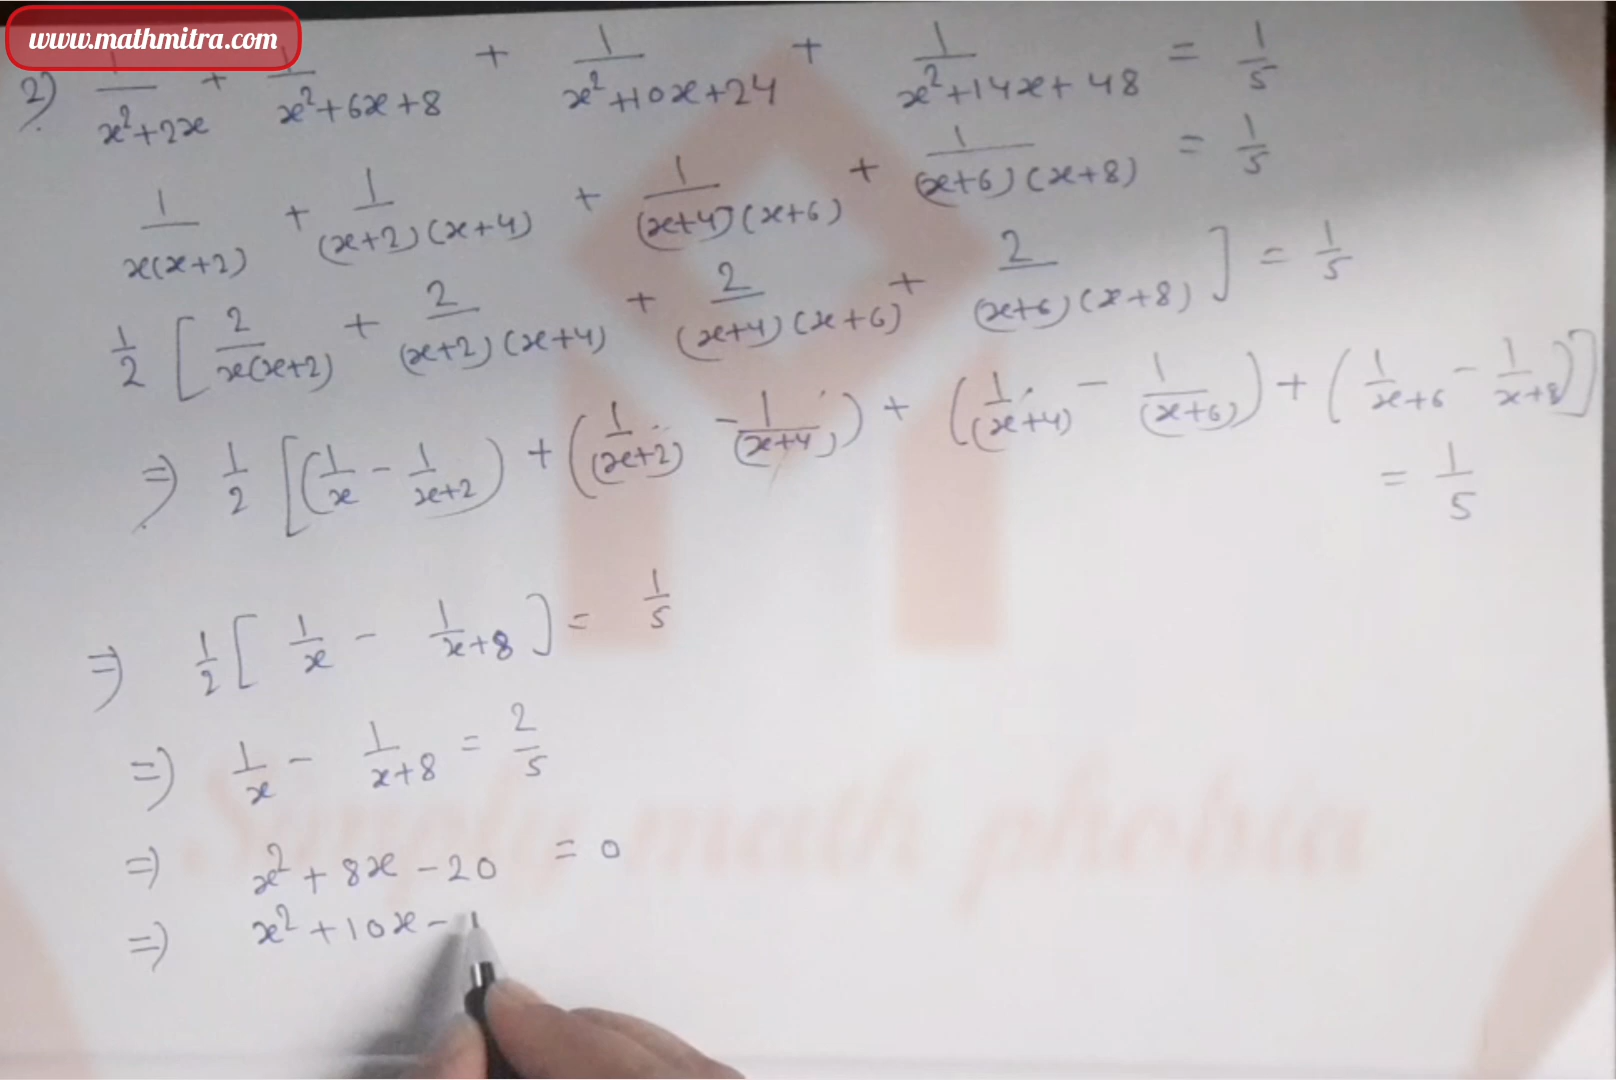 www.mathmitra.com
2) 1/(x²+2x) + 1/(x²+6x+8) + 1/(x²+10x+24) + 1/(x²+14x+48) = 1/5
1/(x(x+2)) + 1/((x+2)(x+4)) + 1/((x+4)(x+6)) + 1/((x+6)(x+8)) = 1/5
1/2 [ 2/(x(x+2)) + 2/((x+2)(x+4)) + 2/((x+4)(x+6)) + 2/((x+6)(x+8)) ] = 1/5
⇒ 1/2 [ (1/x - 1/(x+2)) + (1/(x+2) - 1/(x+4)) + (1/(x+4) - 1/(x+6)) + (1/(x+6) - 1/(x+8)) ]
= 1/5
⇒ 1/2 [ 1/x - 1/(x+8) ] = 1/5
⇒ 1/x - 1/(x+8) = 2/5
Simply math phobia
⇒ x² + 8x - 20 = 0
⇒ x² + 10x -